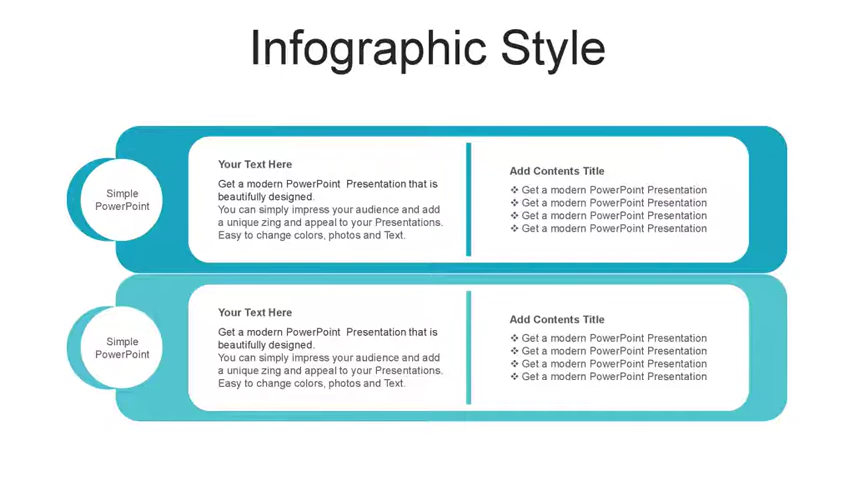 Infographic Style
Simple
PowerPoint
Your Text Here
Get a modern PowerPoint  Presentation that is
beautifully designed.
You can simply impress your audience and add
a unique zing and appeal to your Presentations.
Easy to change colors, photos and Text.
Add Contents Title
❖ Get a modern PowerPoint Presentation
❖ Get a modern PowerPoint Presentation
❖ Get a modern PowerPoint Presentation
❖ Get a modern PowerPoint Presentation
Simple
PowerPoint
Your Text Here
Get a modern PowerPoint  Presentation that is
beautifully designed.
You can simply impress your audience and add
a unique zing and appeal to your Presentations.
Easy to change colors, photos and Text.
Add Contents Title
❖ Get a modern PowerPoint Presentation
❖ Get a modern PowerPoint Presentation
❖ Get a modern PowerPoint Presentation
❖ Get a modern PowerPoint Presentation